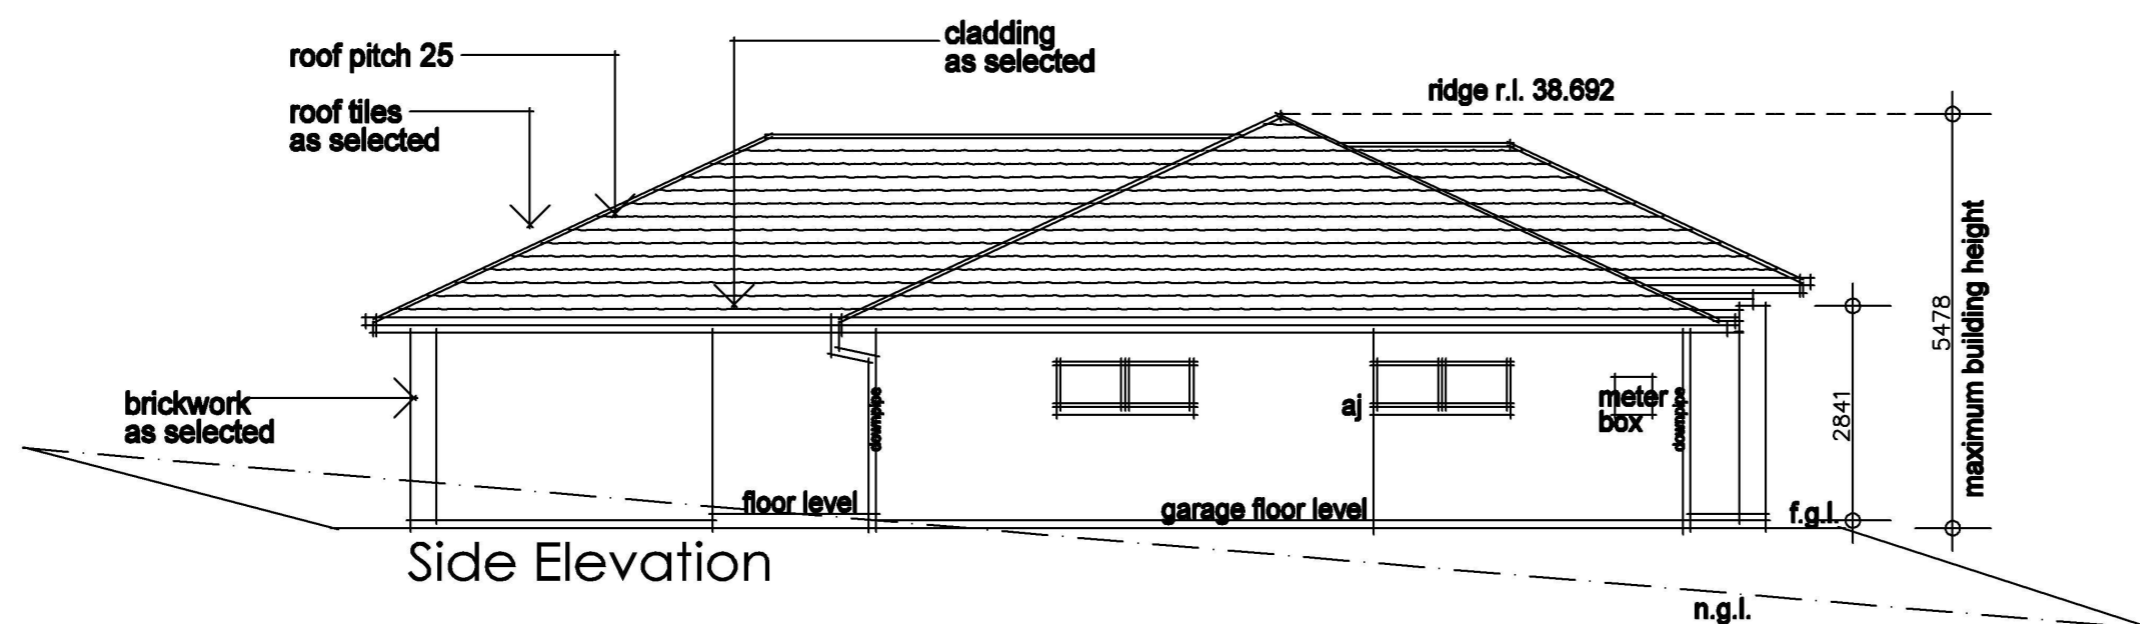 cladding
as selected
roof pitch 25
roof tiles
as selected
ridge r.l. 38.692
maximum building height
5478
2841
brickwork
as selected
downpipe
aj
meter
box
downpipe
floor level
garage floor level
f.g.l.
Side Elevation
n.g.l.